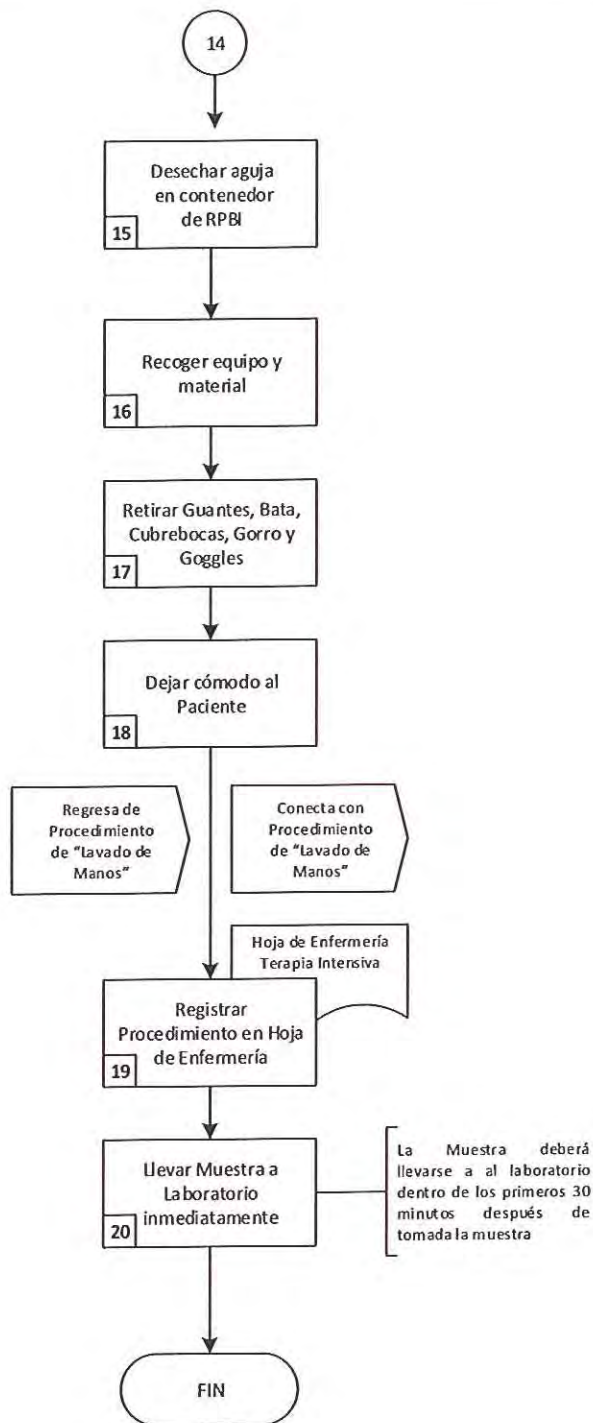 14
Desechar aguja
en contenedor
de RPBI
15
Recoger equipo y
material
16
Retirar Guantes, Bata,
Cubrebocas, Gorro y
Goggles
17
Dejar cómodo al
Paciente
18
Regresa de
Procedimiento
de "Lavado de
Manos"
Conecta con
Procedimiento
de "Lavado de
Manos"
Hoja de Enfermería
Terapia Intensiva
Registrar
Procedimiento en Hoja
de Enfermería
19
Llevar Muestra a
Laboratorio
inmediatamente
20
La Muestra deberá
llevarse a al laboratorio
dentro de los primeros 30
minutos después de
tomada la muestra
FIN